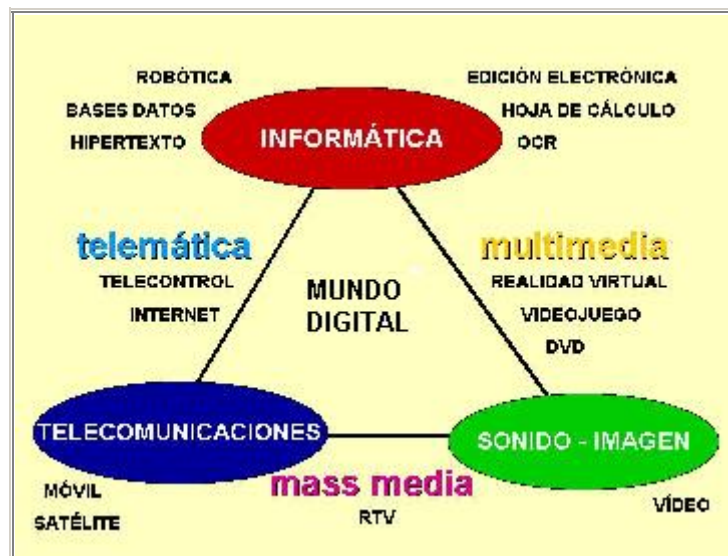 ROBÓTICA
BASES DATOS
HIPERTEXTO
INFORMÁTICA
EDICIÓN ELECTRÓNICA
HOJA DE CÁLCULO
OCR
telemática
TELECONTROL
INTERNET
MUNDO
DIGITAL
multimedia
REALIDAD VIRTUAL
VIDEOJUEGO
DVD
TELECOMUNICACIONES
SONIDO - IMAGEN
MÓVIL
SATÉLITE
mass media
RTV
VÍDEO